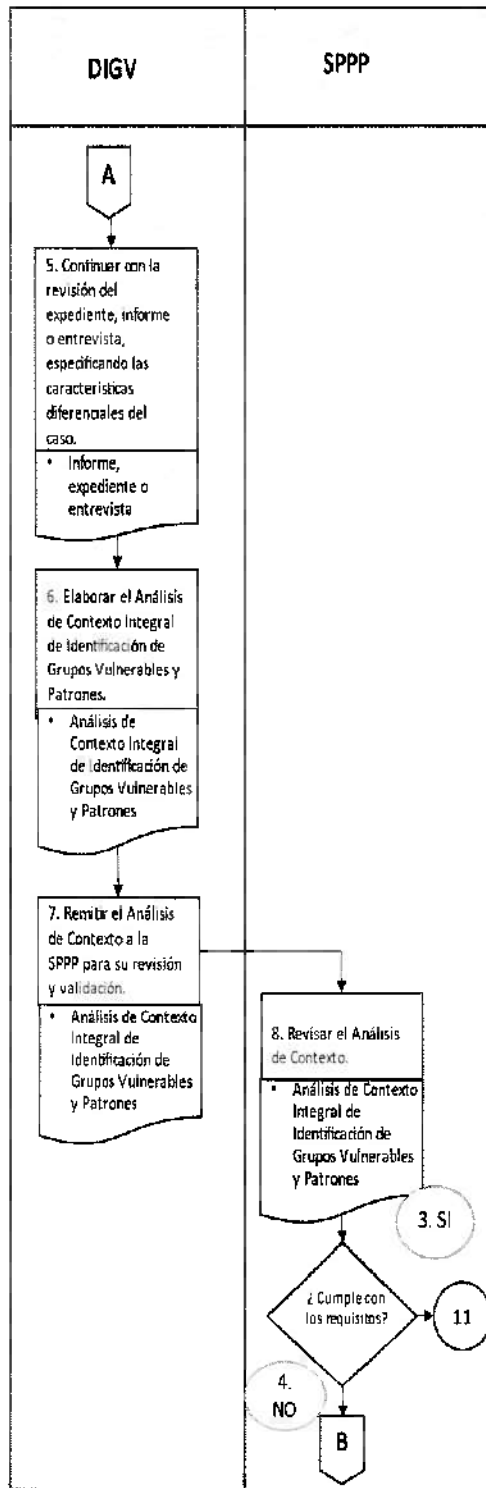 DIGV
SPPP
A
5. Continuar con la
revisión del
expediente, informe
o entrevista,
especificando las
características
diferenciales del
caso.
• Informe,
expediente o
entrevista
6. Elaborar el Análisis
de Contexto Integral
de Identificación de
Grupos Vulnerables y
Patrones.
• Análisis de
Contexto Integral
de Identificación de
Grupos Vulnerables
y Patrones
7. Remitir el Análisis
de Contexto a la
SPPP para su revisión
y validación.
• Análisis de Contexto
Integral de
Identificación de
Grupos Vulnerables
y Patrones
8. Revisar el Análisis
de Contexto.
• Análisis de Contexto
Integral de
Identificación de
Grupos Vulnerables
y Patrones
3. SI
¿Cumple con
los requisitos?
11
4.
NO
B